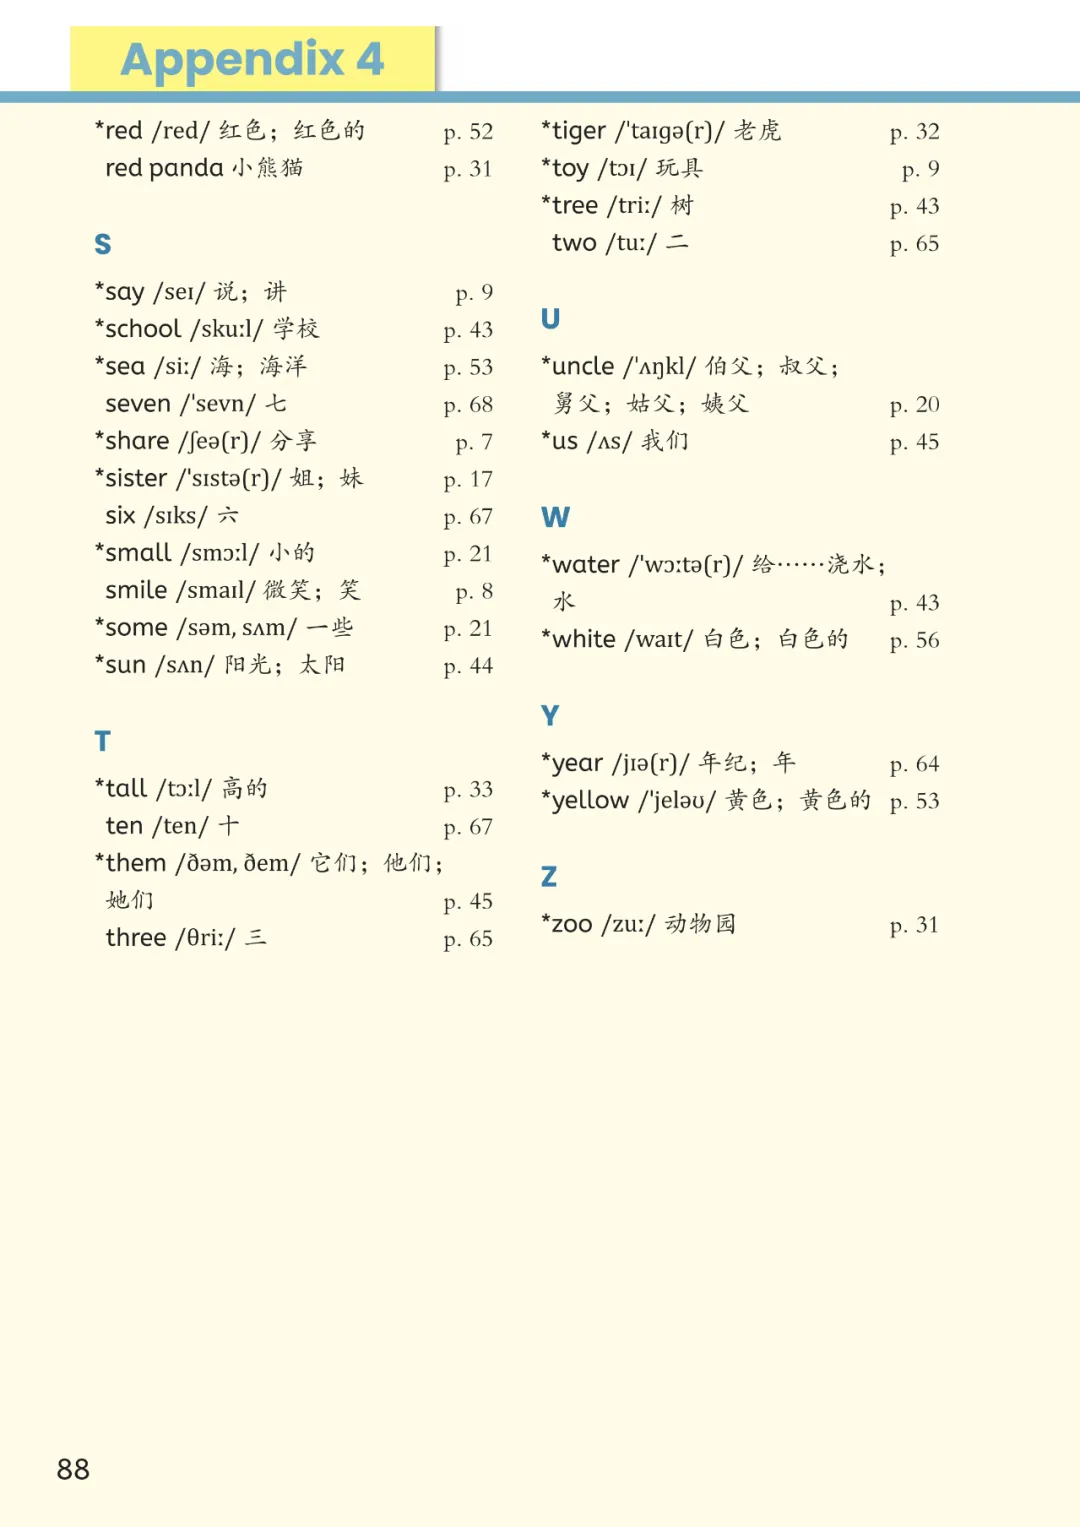 Appendix 4
*red /red/ 红色；红色的 p. 52
red panda 小熊猫 p. 31
S
*say /seɪ/ 说；讲 p. 9
*school /skuːl/ 学校 p. 43
*sea /siː/ 海；海洋 p. 53
seven /ˈsevn/ 七 p. 68
*share /ʃeə(r)/ 分享 p. 7
*sister /ˈsɪstə(r)/ 姐；妹 p. 17
six /sɪks/ 六 p. 67
*small /smɔːl/ 小的 p. 21
smile /smaɪl/ 微笑；笑 p. 8
*some /səm, sʌm/ 一些 p. 21
*sun /sʌn/ 阳光；太阳 p. 44
T
*tall /tɔːl/ 高的 p. 33
ten /ten/ 十 p. 67
*them /ðəm, ðem/ 它们；他们；
她们 p. 45
three /θriː/ 三 p. 65
*tiger /ˈtaɪɡə(r)/ 老虎 p. 32
*toy /tɔɪ/ 玩具 p. 9
*tree /triː/ 树 p. 43
two /tuː/ 二 p. 65
U
*uncle /ˈʌŋkl/ 伯父；叔父；
舅父；姑父；姨父 p. 20
*us /ʌs/ 我们 p. 45
W
*water /ˈwɔːtə(r)/ 给……浇水；
水 p. 43
*white /waɪt/ 白色；白色的 p. 56
Y
*year /jɪə(r)/ 年纪；年 p. 64
*yellow /ˈjeləʊ/ 黄色；黄色的 p. 53
Z
*zoo /zuː/ 动物园 p. 31
88